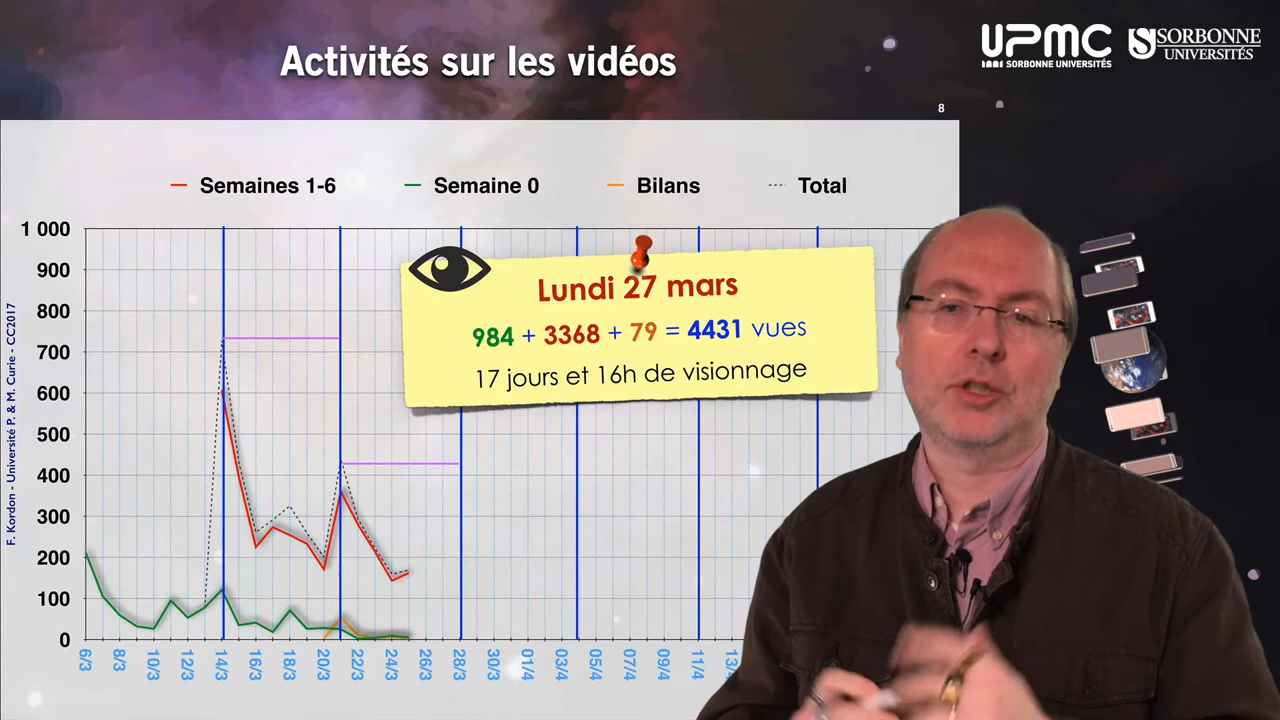 Activités sur les vidéos
UPMC
SORBONNE UNIVERSITÉS
SORBONNE
UNIVERSITÉS
8
Semaines 1-6
Semaine 0
Bilans
Total
1 000
900
800
700
600
500
400
300
200
100
0
Lundi 27 mars
984 + 3368 + 79 = 4431 vues
17 jours et 16h de visionnage
F. Kordon - Université P. & M. Curie - CC2017
6/3
8/3
10/3
12/3
14/3
16/3
18/3
20/3
22/3
24/3
26/3
28/3
30/3
01/4
03/4
05/4
07/4
09/4
11/4